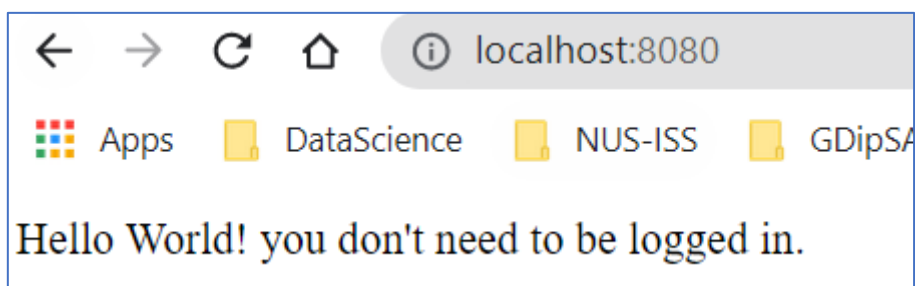 localhost:8080
Apps DataScience NUS-ISS GDipSA
Hello World! you don't need to be logged in.